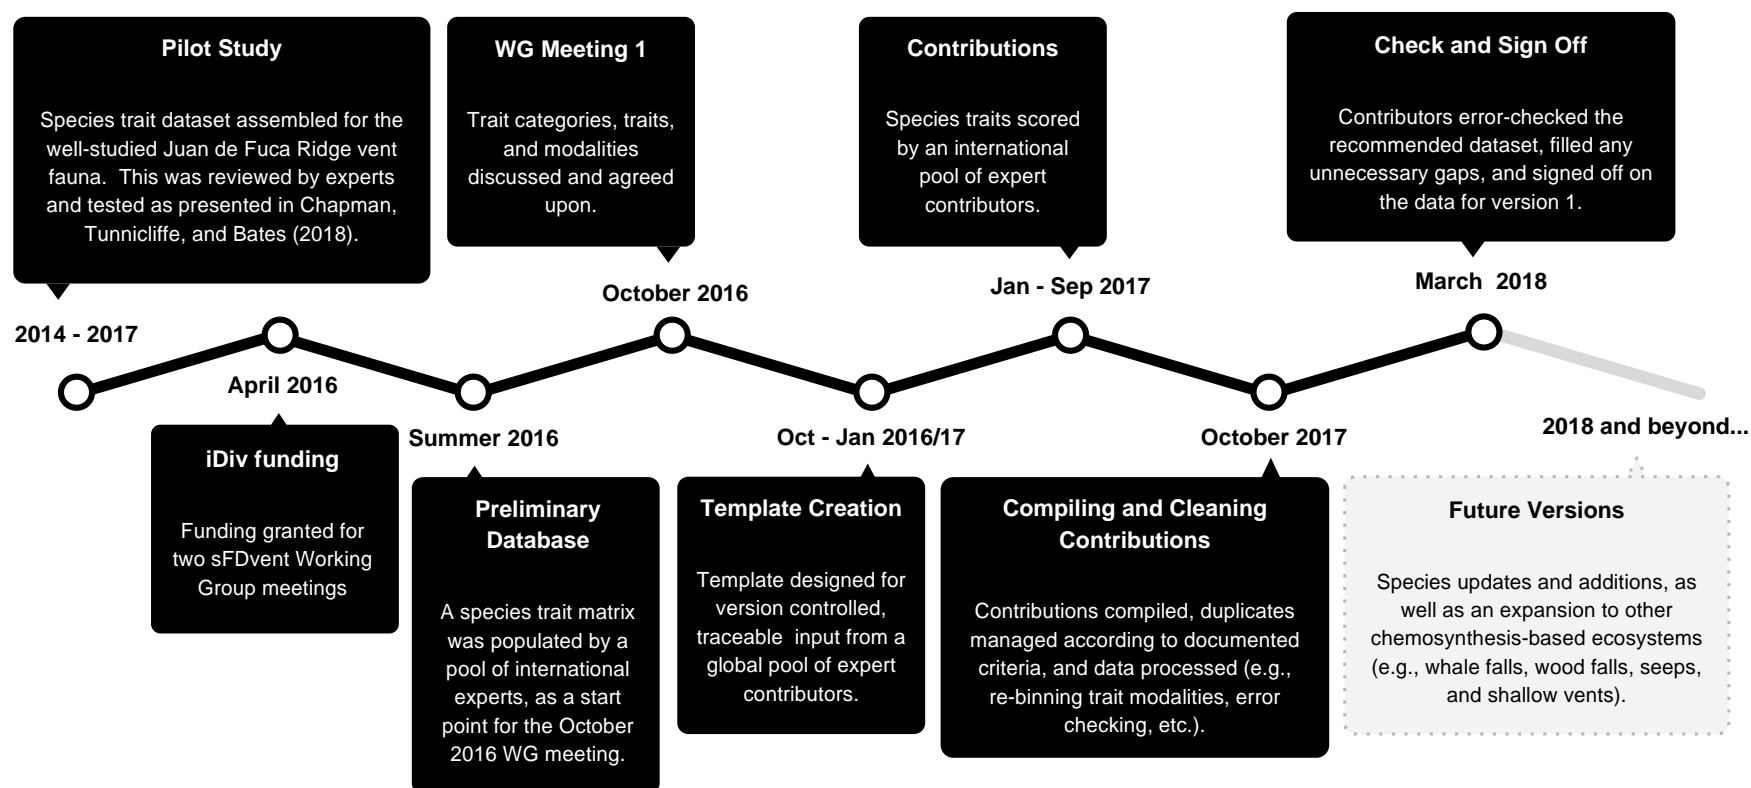 Pilot Study
Species trait dataset assembled for the
well-studied Juan de Fuca Ridge vent
fauna.  This was reviewed by experts
and tested as presented in Chapman,
Tunnicliffe, and Bates (2018).
2014 - 2017
April 2016
iDiv funding
Funding granted for
two sFDvent Working
Group meetings
Summer 2016
Preliminary
Database
A species trait matrix
was populated by a
pool of international
experts, as a start
point for the October
2016 WG meeting.
WG Meeting 1
Trait categories, traits,
and modalities
discussed and agreed
upon.
October 2016
Oct - Jan 2016/17
Template Creation
Template designed for
version controlled,
traceable  input from a
global pool of expert
contributors.
Contributions
Species traits scored
by an international
pool of expert
contributors.
Jan - Sep 2017
October 2017
Compiling and Cleaning
Contributions
Contributions compiled, duplicates
managed according to documented
criteria, and data processed (e.g.,
re-binning trait modalities, error
checking, etc.).
Check and Sign Off
Contributors error-checked the
recommended dataset, filled any
unnecessary gaps, and signed off on
the data for version 1.
March  2018
2018 and beyond...
Future Versions
Species updates and additions, as
well as an expansion to other
chemosynthesis-based ecosystems
(e.g., whale falls, wood falls, seeps,
and shallow vents).